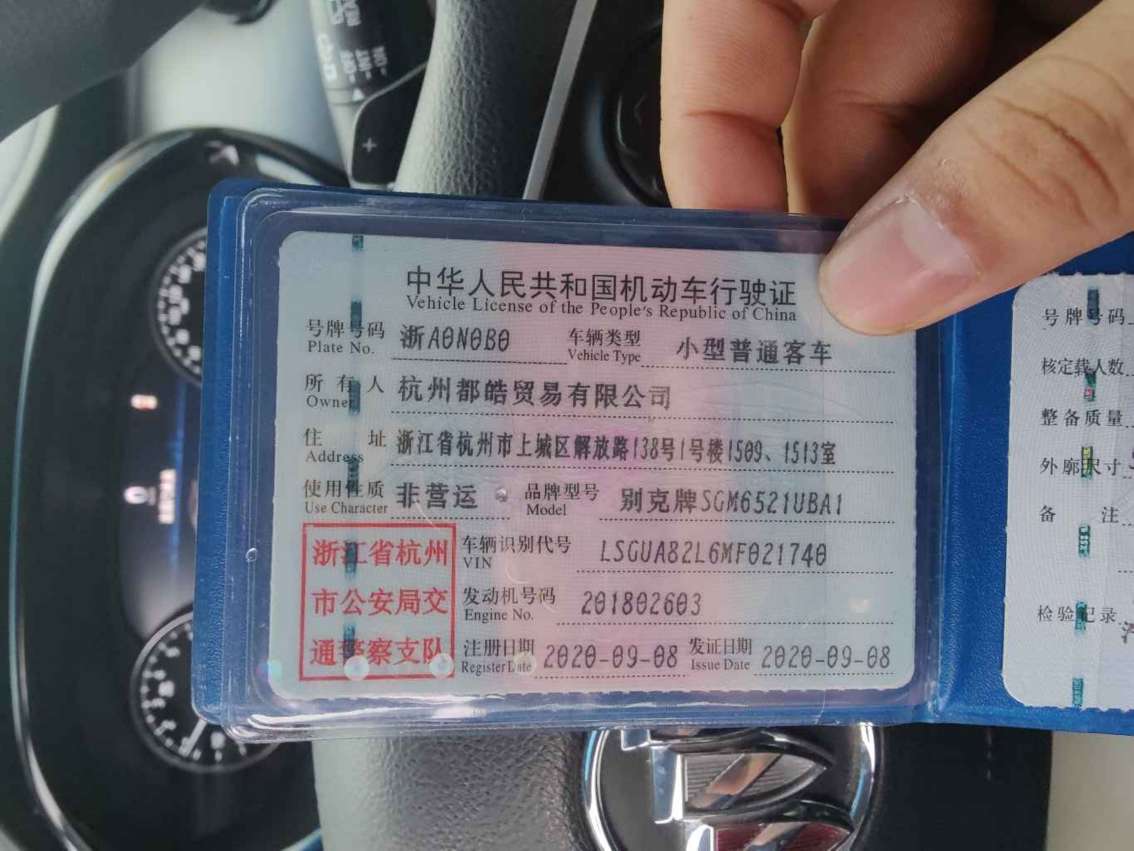 中华人民共和国机动车行驶证
Vehicle License of the People's Republic of China
号牌号码 浙A0N0B0 车辆类型 小型普通客车
Plate No. Vehicle Type
所有人 杭州都皓贸易有限公司
Owner
住址 浙江省杭州市上城区解放路138号1号楼1509、1513室
Address
使用性质 非营运 品牌型号 别克牌SGM6521UBA1
Use Character Model
浙江省杭州
市公安局交
通警察支队
车辆识别代号 LSGUA82L6MF021740
VIN
发动机号码 201802603
Engine No.
注册日期 2020-09-08 发证日期 2020-09-08
Register Date Issue Date
号牌号码
核定载人数
整备质量
外廓尺寸
备注
检验记录